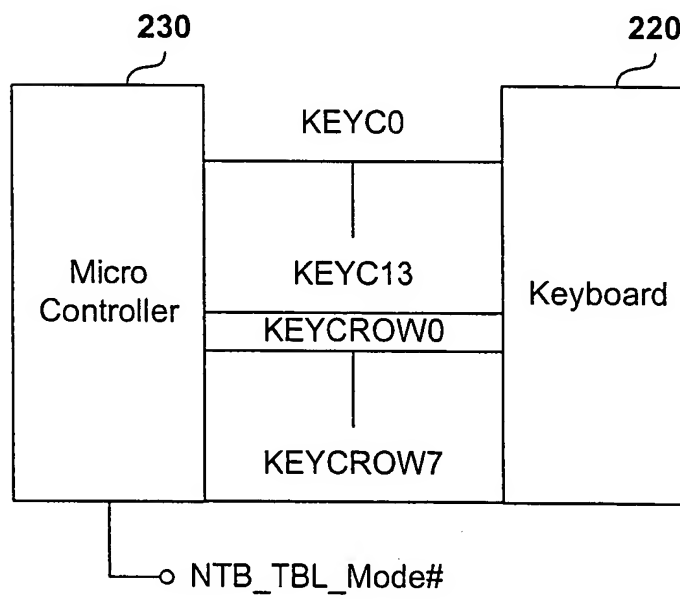 230
220
KEYC0
Micro
Controller
KEYC13
Keyboard
KEYCROW0
KEYCROW7
NTB_TBL_Mode#